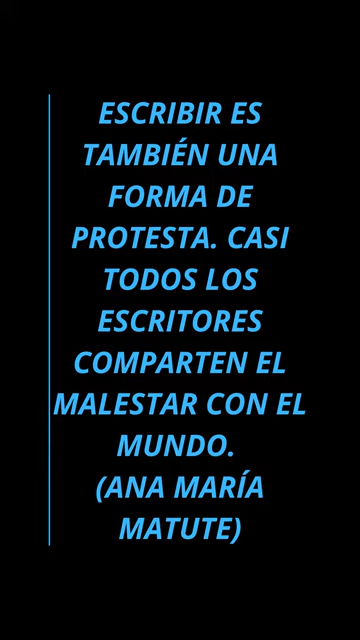 ESCRIBIR ES
TAMBIÉN UNA
FORMA DE
PROTESTA. CASI
TODOS LOS
ESCRITORES
COMPARTEN EL
MALESTAR CON EL
MUNDO.
(ANA MARÍA
MATUTE)